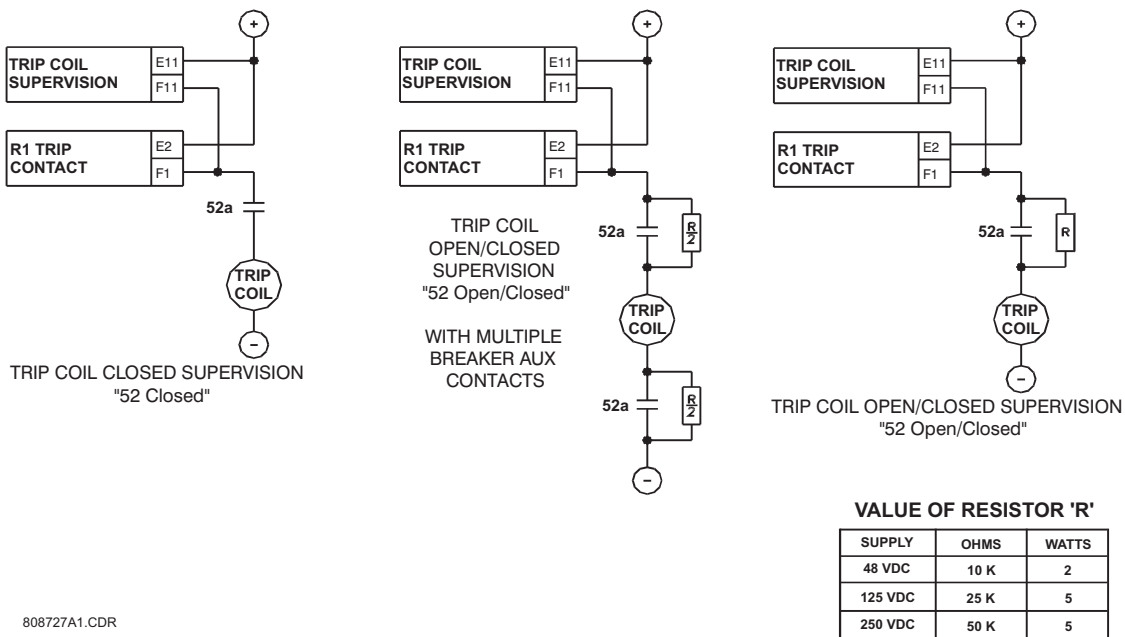 +
TRIP COIL
SUPERVISION
E11
F11
R1 TRIP
CONTACT
E2
F1
52a
TRIP
COIL
-
TRIP COIL CLOSED SUPERVISION
"52 Closed"
+
TRIP COIL
SUPERVISION
E11
F11
R1 TRIP
CONTACT
E2
F1
TRIP COIL
OPEN/CLOSED
SUPERVISION
"52 Open/Closed"
WITH MULTIPLE
BREAKER AUX
CONTACTS
52a
R
2
TRIP
COIL
52a
R
2
-
+
TRIP COIL
SUPERVISION
E11
F11
R1 TRIP
CONTACT
E2
F1
52a
R
TRIP
COIL
-
TRIP COIL OPEN/CLOSED SUPERVISION
"52 Open/Closed"
VALUE OF RESISTOR 'R'
SUPPLY OHMS WATTS
48 VDC 10 K 2
125 VDC 25 K 5
250 VDC 50 K 5
808727A1.CDR